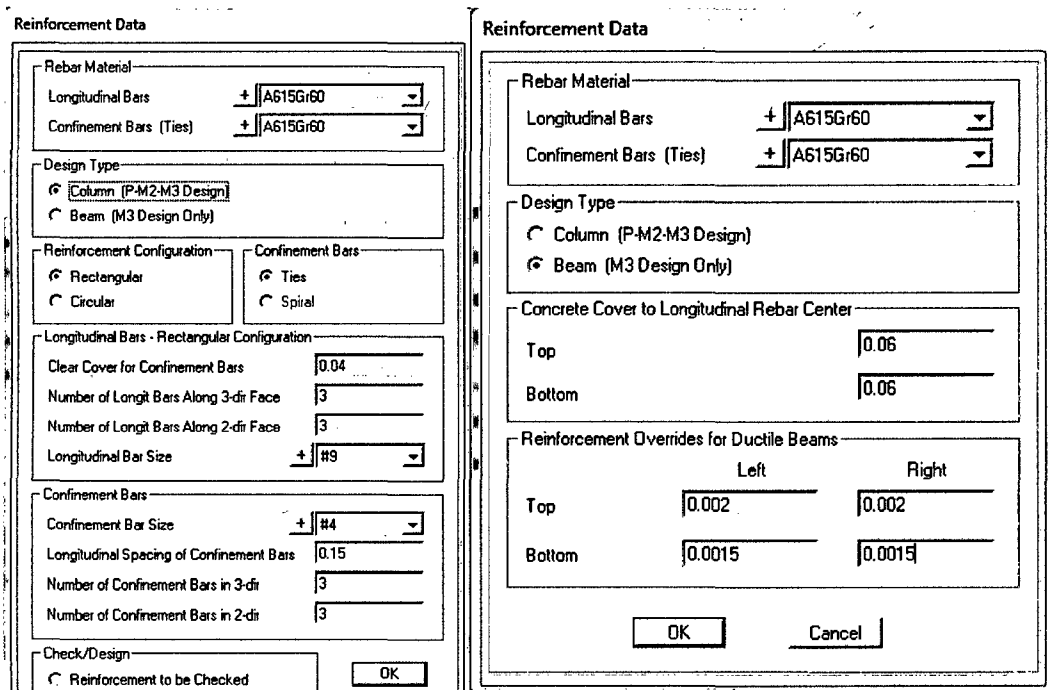 Reinforcement Data
Rebar Material
Longitudinal Bars + A615Gr60
Confinement Bars (Ties) + A615Gr60
Design Type
Column (P-M2-M3 Design)
Beam (M3 Design Only)
Reinforcement Configuration
Rectangular
Circular
Confinement Bars
Ties
Spiral
Longitudinal Bars - Rectangular Configuration
Clear Cover for Confinement Bars 0.04
Number of Longit Bars Along 3-dir Face 3
Number of Longit Bars Along 2-dir Face 3
Longitudinal Bar Size + #9
Confinement Bars
Confinement Bar Size + #4
Longitudinal Spacing of Confinement Bars 0.15
Number of Confinement Bars in 3-dir 3
Number of Confinement Bars in 2-dir 3
Check/Design
Reinforcement to be Checked
OK
Reinforcement Data
Rebar Material
Longitudinal Bars + A615Gr60
Confinement Bars (Ties) + A615Gr60
Design Type
Column (P-M2-M3 Design)
Beam (M3 Design Only)
Concrete Cover to Longitudinal Rebar Center
Top 0.06
Bottom 0.06
Reinforcement Overrides for Ductile Beams
Left Right
Top 0.002 0.002
Bottom 0.0015 0.0015
OK Cancel